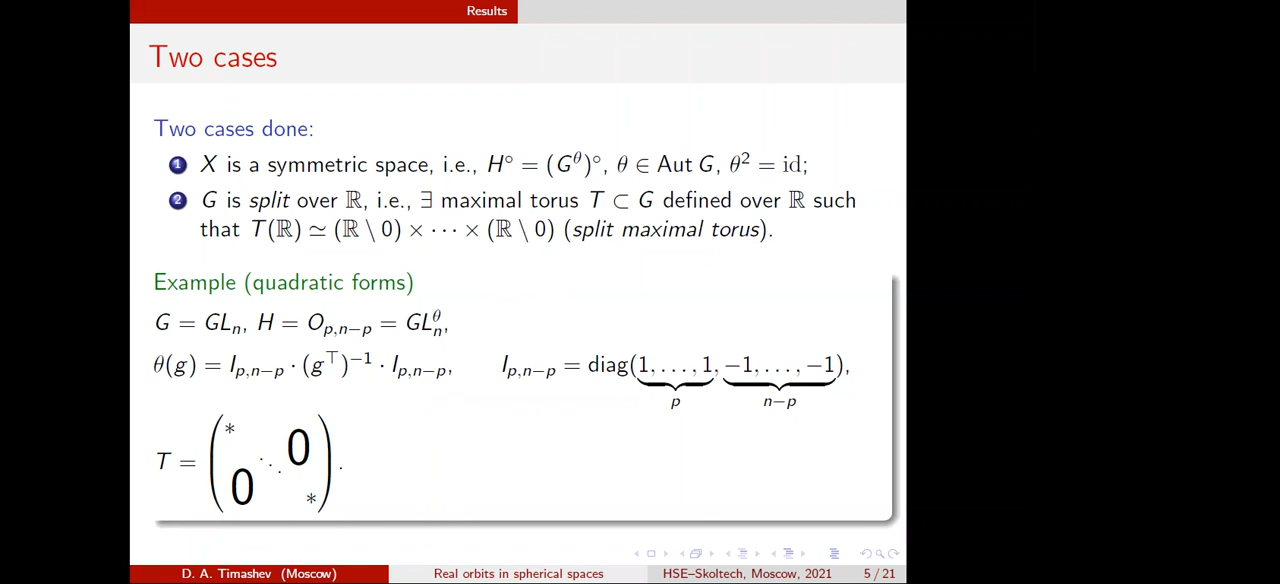 Results
Two cases
Two cases done:
1 X is a symmetric space, i.e., H° = (G^θ)°, θ ∈ Aut G, θ² = id;
2 G is split over ℝ, i.e., ∃ maximal torus T ⊂ G defined over ℝ such
that T(ℝ) ≃ (ℝ \ 0) × ··· × (ℝ \ 0) (split maximal torus).
Example (quadratic forms)
G = GL_n, H = O_{p,n−p} = GL_n^θ,
θ(g) = I_{p,n−p} · (g^⊤)^{−1} · I_{p,n−p}, I_{p,n−p} = diag(1, . . . , 1, −1, . . . , −1),
p n−p
*
0
T = ⋱ .
0
*
D. A. Timashev (Moscow) Real orbits in spherical spaces HSE–Skoltech, Moscow, 2021 5 / 21